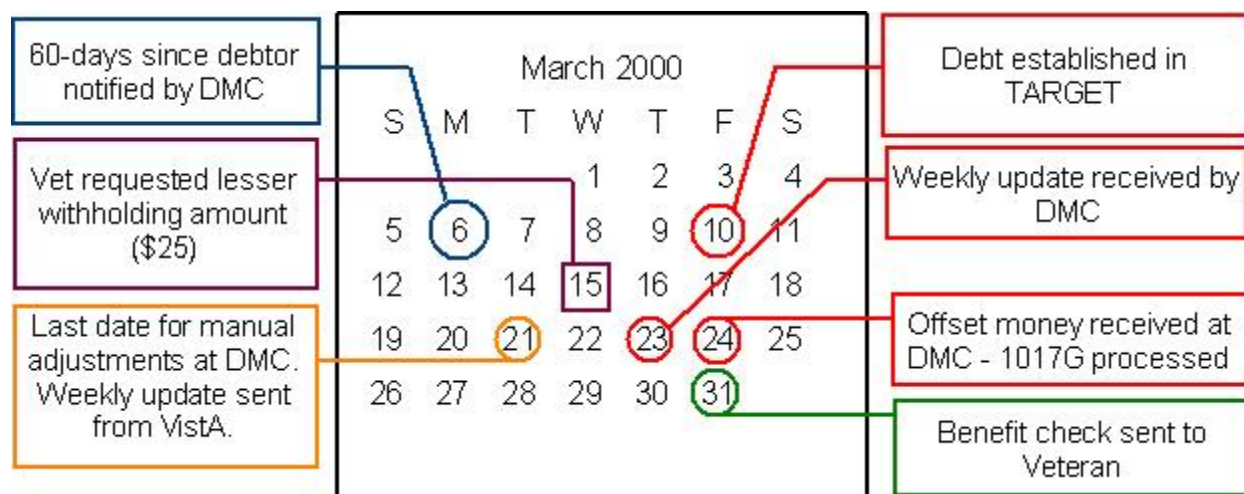 60-days since debtor
notified by DMC
Vet requested lesser
withholding amount
($25)
Last date for manual
adjustments at DMC.
Weekly update sent
from VistA.
March 2000
S M T W T F S
1 2 3 4
5 6 7 8 9 10 11
12 13 14 15 16 17 18
19 20 21 22 23 24 25
26 27 28 29 30 31
Debt established in
TARGET
Weekly update received by
DMC
Offset money received at
DMC - 1017G processed
Benefit check sent to
Veteran